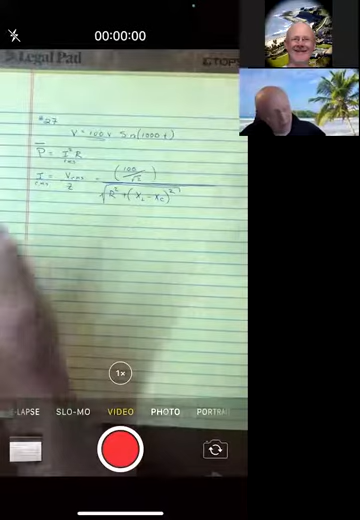 00:00:00
Legal Pad
TOPS
#27
V = 100 V Sin(1000 t)
P̅ = I²rms R
Irms = Vrms/Z = (100/√2) / √(R² + (XL - XC)²)
1×
-LAPSE SLO-MO VIDEO PHOTO PORTRAI